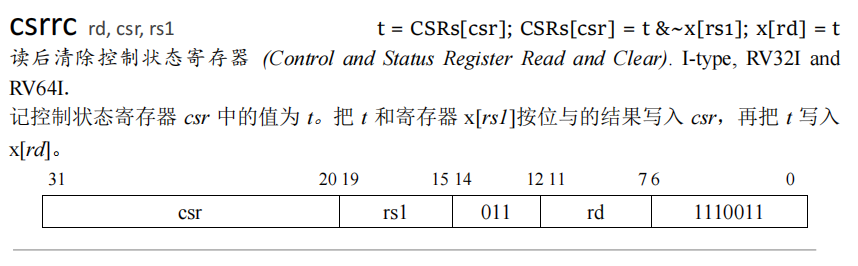 csrrc rd, csr, rs1 t = CSRs[csr]; CSRs[csr] = t &~x[rs1]; x[rd] = t
读后清除控制状态寄存器 (Control and Status Register Read and Clear). I-type, RV32I and
RV64I.
记控制状态寄存器 csr 中的值为 t。把 t 和寄存器 x[rs1]按位与的结果写入 csr，再把 t 写入
x[rd]。
31 20 19 15 14 12 11 7 6 0
csr rs1 011 rd 1110011